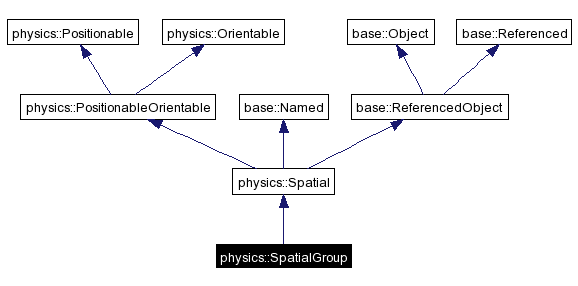 physics::Positionable
physics::Orientable
base::Object
base::Referenced
physics::PositionableOrientable
base::Named
base::ReferencedObject
physics::Spatial
physics::SpatialGroup